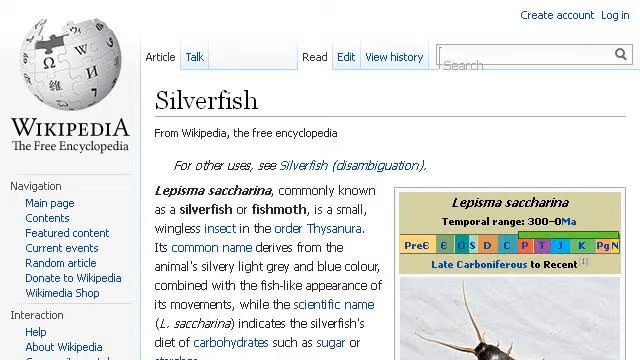 Create account Log in
Article Talk Read Edit View history Search
WIKIPEDIA
The Free Encyclopedia
Navigation
Main page
Contents
Featured content
Current events
Random article
Donate to Wikipedia
Wikimedia Shop
Interaction
Help
About Wikipedia
Silverfish
From Wikipedia, the free encyclopedia
For other uses, see Silverfish (disambiguation).
Lepisma saccharina, commonly known
as a silverfish or fishmoth, is a small,
wingless insect in the order Thysanura.
Its common name derives from the
animal's silvery light grey and blue colour,
combined with the fish-like appearance of
its movements, while the scientific name
(L. saccharina) indicates the silverfish's
diet of carbohydrates such as sugar or
Lepisma saccharina
Temporal range: 300–0Ma
PreЄ Є O S D C P T J K Pg N
Late Carboniferous to Recent [1]